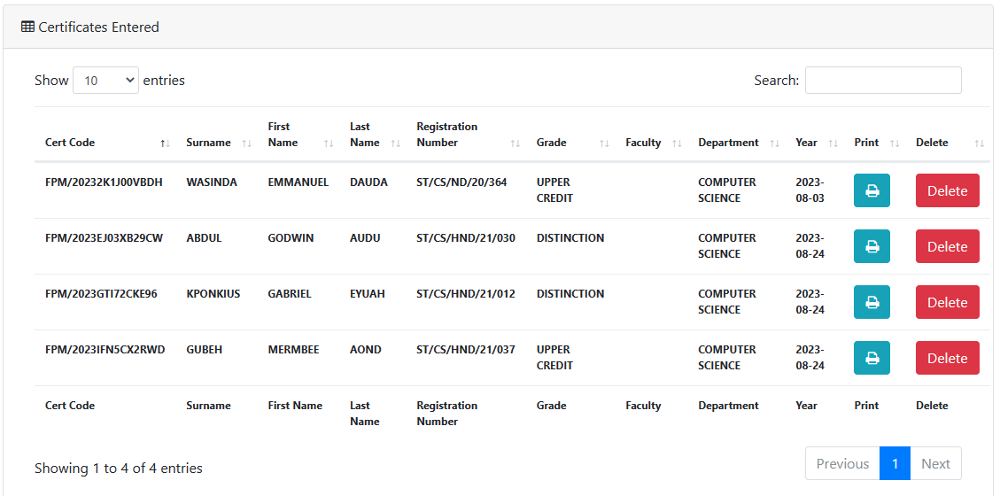 Certificates Entered
Show 10 entries Search:
First Last Registration
Cert Code Surname Name Name Number Grade Faculty Department Year Print Delete
FPM/20232K1J00VBDH WASINDA EMMANUEL DAUDA ST/CS/ND/20/364 UPPER COMPUTER 2023- Delete
CREDIT SCIENCE 08-03
FPM/2023EJ03XB29CW ABDUL GODWIN AUDU ST/CS/HND/21/030 DISTINCTION COMPUTER 2023- Delete
SCIENCE 08-24
FPM/2023GTI72CKE96 KPONKIUS GABRIEL EYUAH ST/CS/HND/21/012 DISTINCTION COMPUTER 2023- Delete
SCIENCE 08-24
FPM/2023IFN5CX2RWD GUBEH MERMBEE AOND ST/CS/HND/21/037 UPPER COMPUTER 2023- Delete
CREDIT SCIENCE 08-24
Cert Code Surname First Name Last Registration Grade Faculty Department Year Print Delete
Name Number
Showing 1 to 4 of 4 entries Previous 1 Next